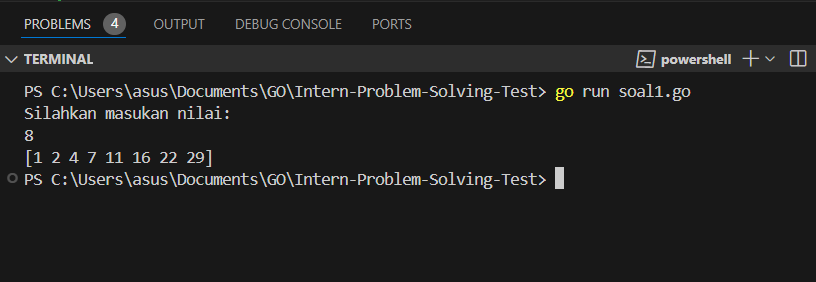 PROBLEMS 4 OUTPUT DEBUG CONSOLE PORTS
TERMINAL powershell
PS C:\Users\asus\Documents\GO\Intern-Problem-Solving-Test> go run soal1.go
Silahkan masukan nilai:
8
[1 2 4 7 11 16 22 29]
PS C:\Users\asus\Documents\GO\Intern-Problem-Solving-Test>